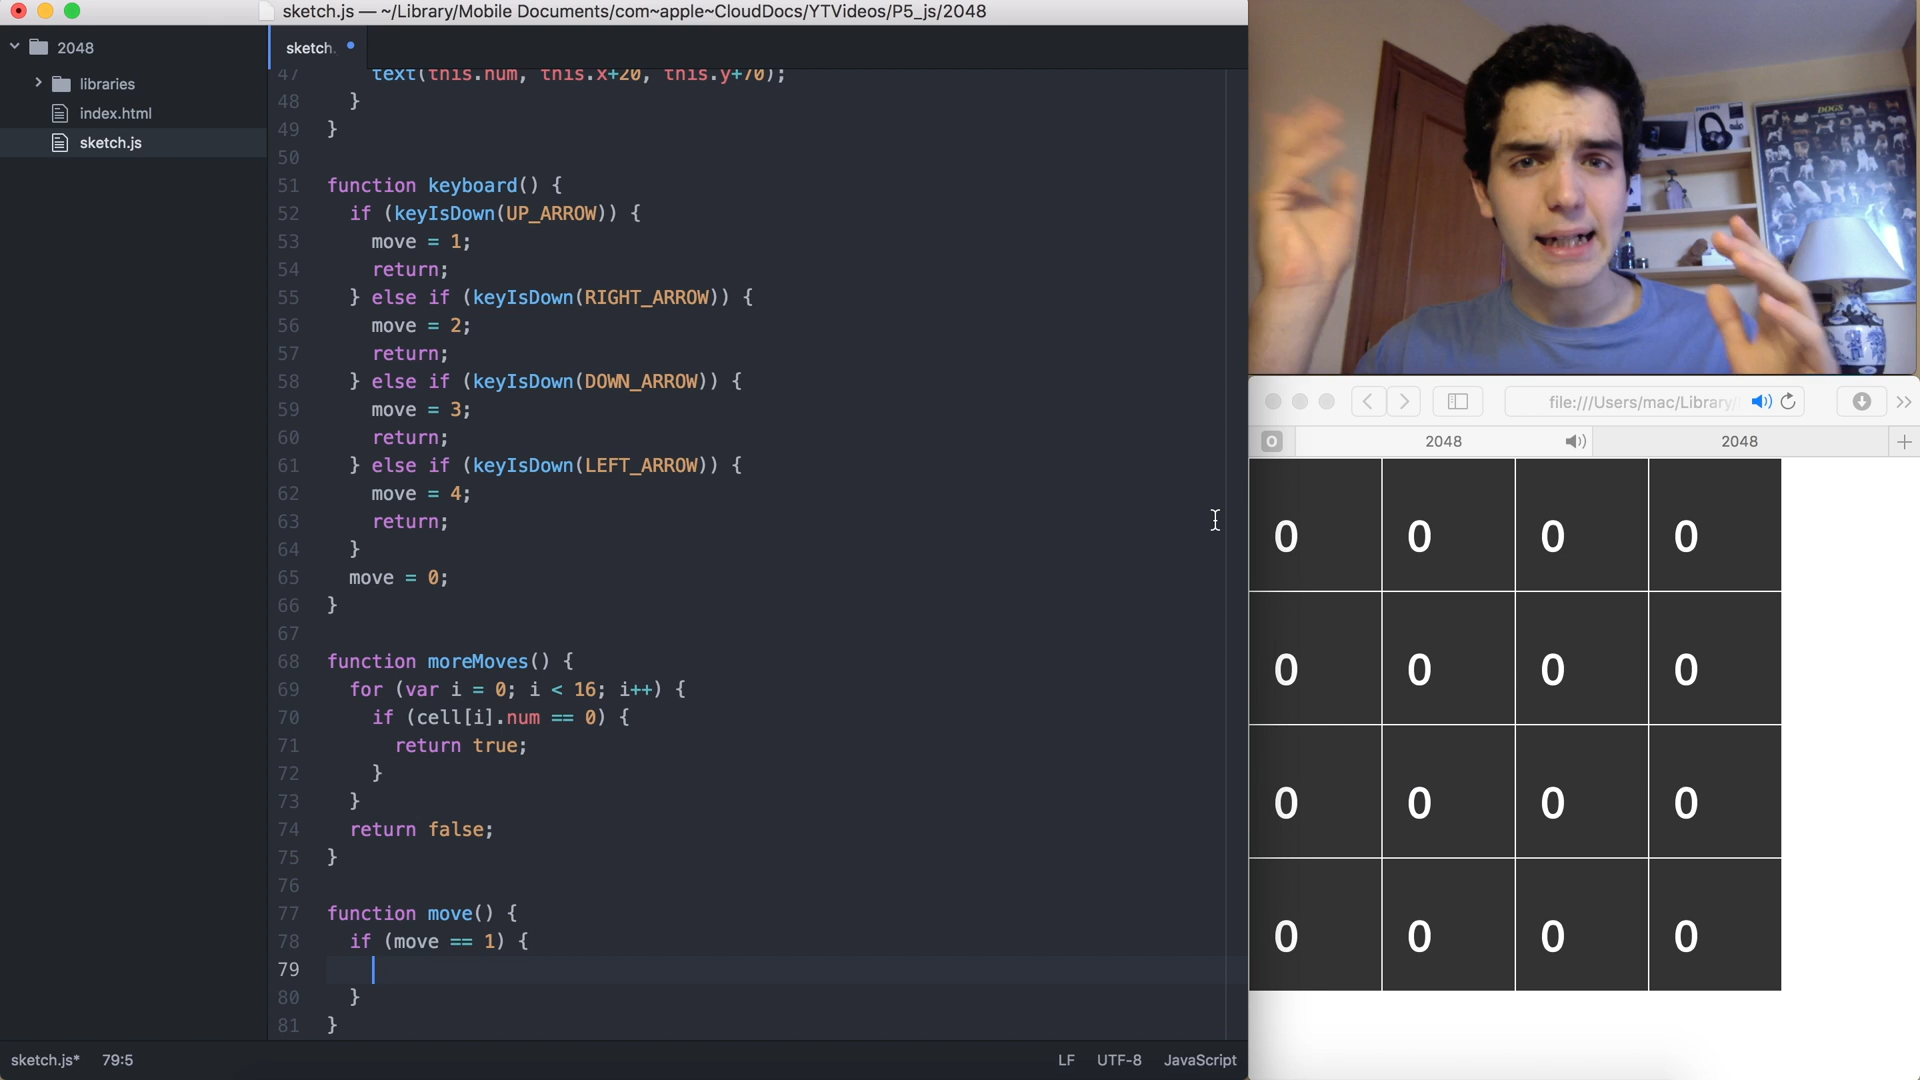 sketch.js — ~/Library/Mobile Documents/com~apple~CloudDocs/YTVideos/P5_js/2048
2048
libraries
index.html
sketch.js
sketch.
47 text(this.num, this.x+20, this.y+70);
48 }
49 }
50
51 function keyboard() {
52 if (keyIsDown(UP_ARROW)) {
53 move = 1;
54 return;
55 } else if (keyIsDown(RIGHT_ARROW)) {
56 move = 2;
57 return;
58 } else if (keyIsDown(DOWN_ARROW)) {
59 move = 3;
60 return;
61 } else if (keyIsDown(LEFT_ARROW)) {
62 move = 4;
63 return;
64 }
65 move = 0;
66 }
67
68 function moreMoves() {
69 for (var i = 0; i < 16; i++) {
70 if (cell[i].num == 0) {
71 return true;
72 }
73 }
74 return false;
75 }
76
77 function move() {
78 if (move == 1) {
79
80 }
81 }
sketch.js* 79:5
LF UTF-8 JavaScript
DOGS
PHILIPS
file:///Users/mac/Library/
O 2048 2048
0 0 0 0
0 0 0 0
0 0 0 0
0 0 0 0